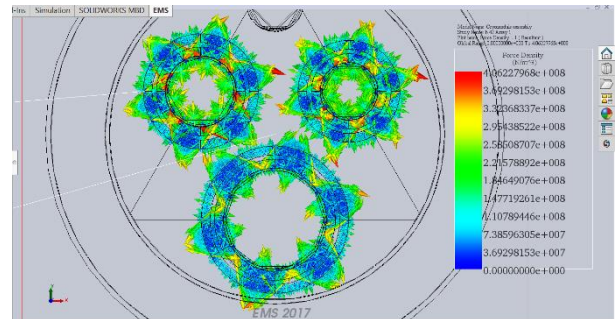 -Ins
Simulation
SOLIDWORKS MBD
EMS
Force Density
(N/m^3)
4.06227968e+008
3.69298153e+008
3.32368337e+008
2.95438522e+008
2.58508707e+008
2.21578892e+008
1.84649076e+008
1.47719261e+008
1.10789446e+008
7.38596305e+007
3.69298153e+007
0.00000000e+000
EMS 2017